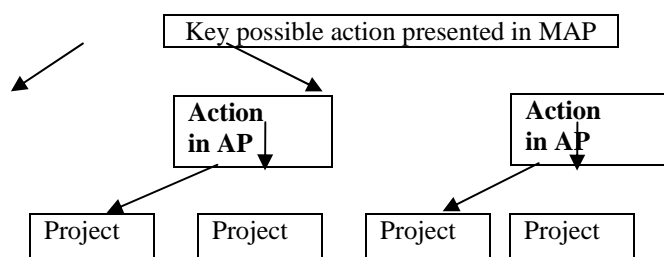 Key possible action presented in MAP
Action
in AP
Action
in AP
Project
Project
Project
Project